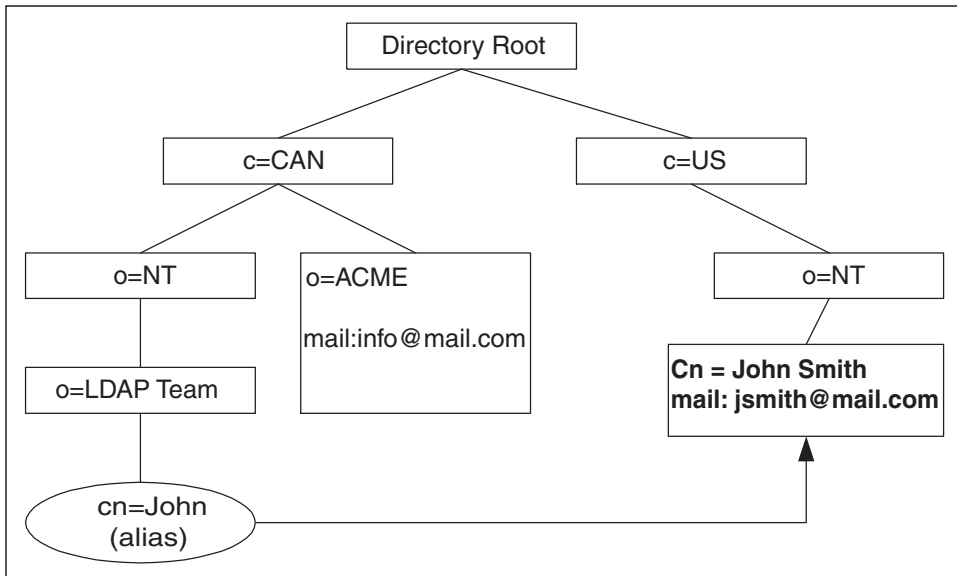 Directory Root
c=CAN
c=US
o=NT
o=ACME
mail:info@mail.com
o=NT
o=LDAP Team
Cn = John Smith
mail: jsmith@mail.com
cn=John
(alias)